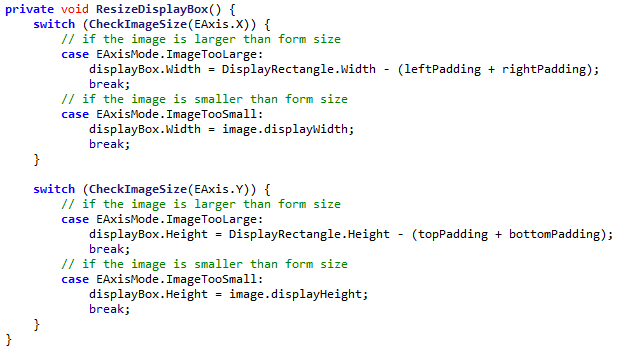 private void ResizeDisplayBox() {
    switch (CheckImageSize(EAxis.X)) {
        // if the image is larger than form size
        case EAxisMode.ImageTooLarge:
            displayBox.Width = DisplayRectangle.Width - (leftPadding + rightPadding);
            break;
        // if the image is smaller than form size
        case EAxisMode.ImageTooSmall:
            displayBox.Width = image.displayWidth;
            break;
    }

    switch (CheckImageSize(EAxis.Y)) {
        // if the image is larger than form size
        case EAxisMode.ImageTooLarge:
            displayBox.Height = DisplayRectangle.Height - (topPadding + bottomPadding);
            break;
        // if the image is smaller than form size
        case EAxisMode.ImageTooSmall:
            displayBox.Height = image.displayHeight;
            break;
    }
}